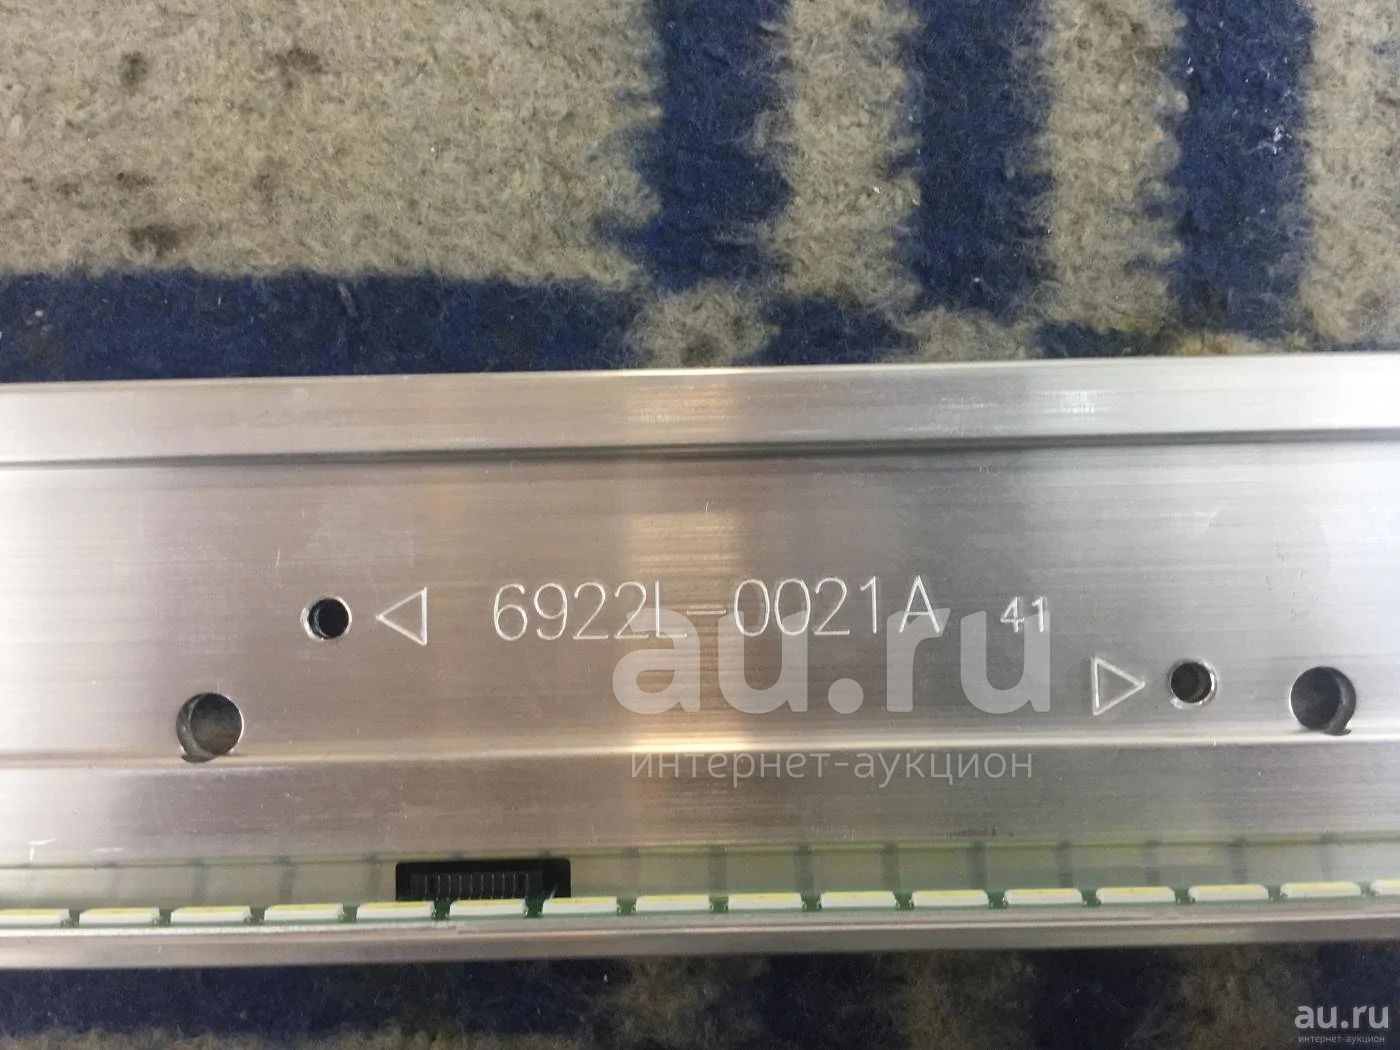 6922L-0021A 41
au.ru
интернет-аукцион
au.ru
интернет-аукцион